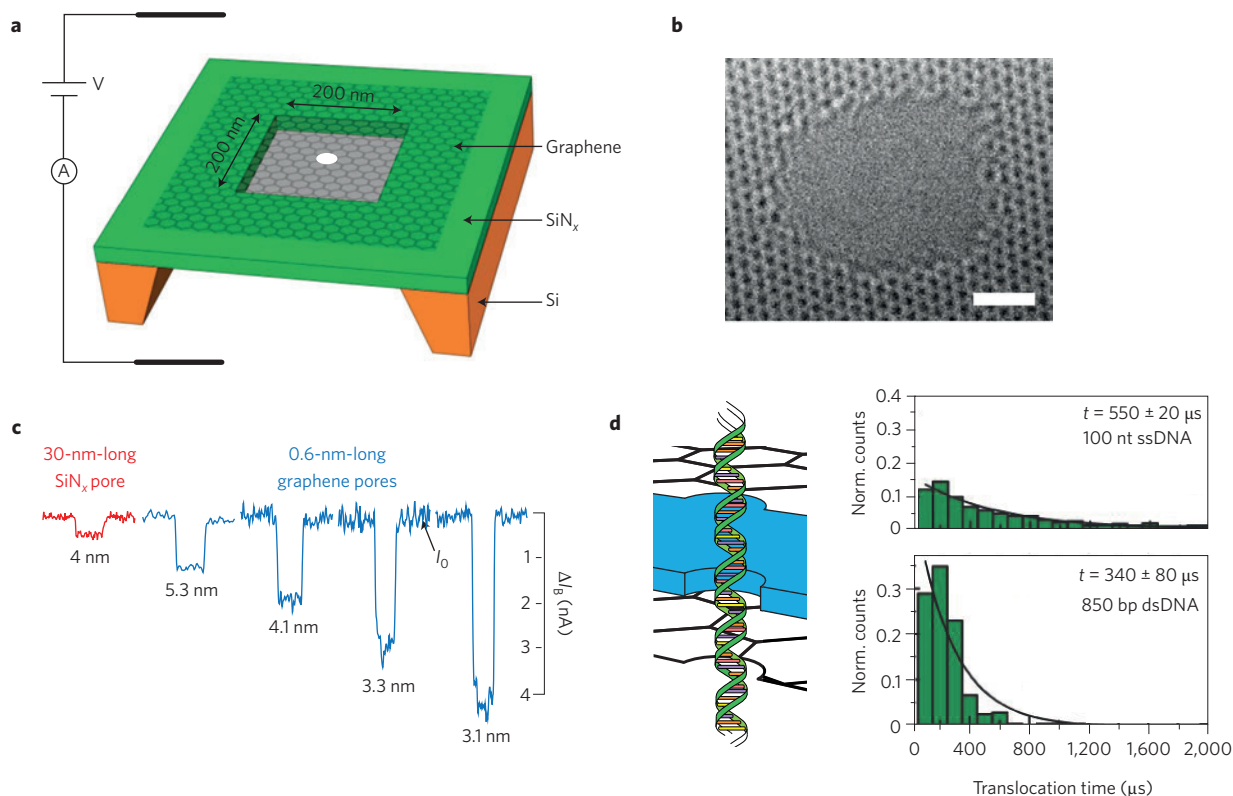 a
V
A
200 nm
200 nm
Graphene
SiNₓ
Si
b
c
30-nm-long
SiNₓ pore
0.6-nm-long
graphene pores
4 nm
5.3 nm
4.1 nm
3.3 nm
3.1 nm
I₀
1
2
3
4
ΔI_B (nA)
d
0.4
0.3
0.2
0.1
0
Norm. counts
t = 550 ± 20 μs
100 nt ssDNA
0.3
0.2
0.1
0
Norm. counts
t = 340 ± 80 μs
850 bp dsDNA
0 400 800 1,200 1,600 2,000
Translocation time (μs)